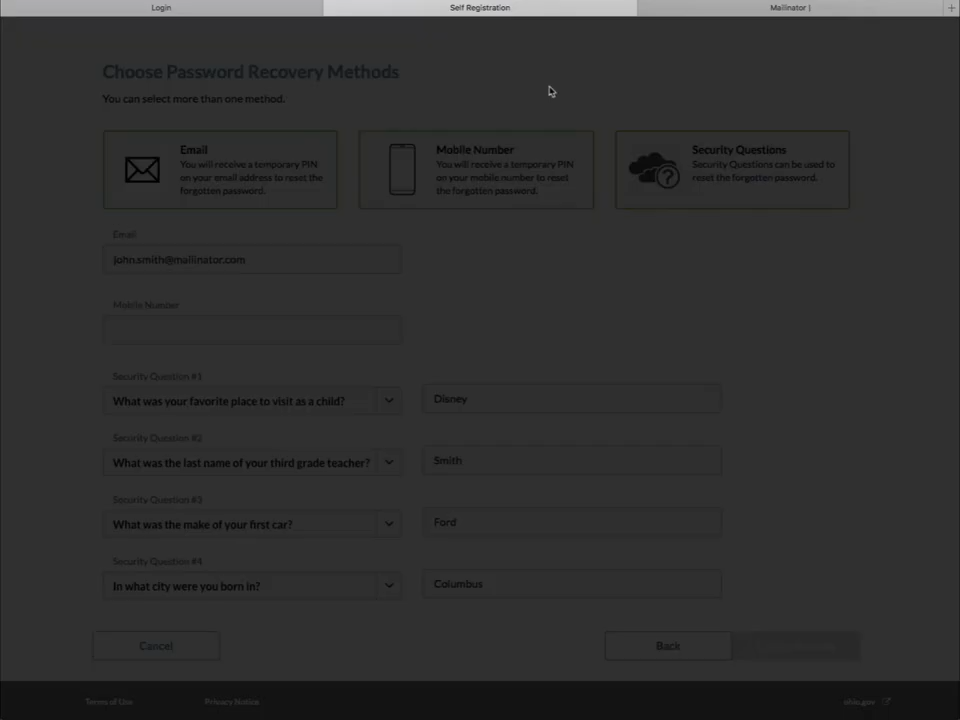 Login
Self Registration
Mailinator |
+
Choose Password Recovery Methods
You can select more than one method.
Email
You will receive a temporary PIN
on your email address to reset the
forgotten password.
Mobile Number
You will receive a temporary PIN
on your mobile number to reset
the forgotten password.
Security Questions
Security Questions can be used to
reset the forgotten password.
Email
john.smith@mailinator.com
Mobile Number
Security Question #1
What was your favorite place to visit as a child?
Disney
Security Question #2
What was the last name of your third grade teacher?
Smith
Security Question #3
What was the make of your first car?
Ford
Security Question #4
In what city were you born in?
Columbus
Cancel
Back
Terms of Use
Privacy Notice
ohio.gov